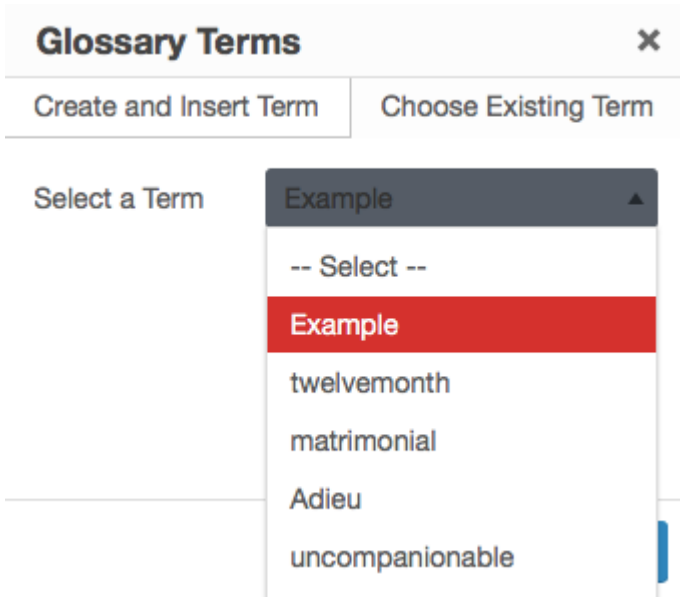 Glossary Terms ×
Create and Insert Term Choose Existing Term
Select a Term Example
-- Select --
Example
twelvemonth
matrimonial
Adieu
uncompanionable